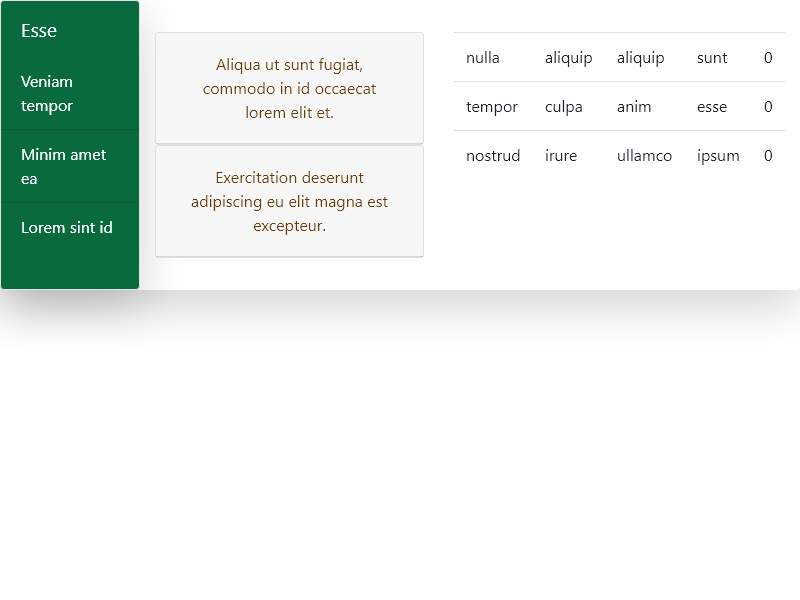 Esse
Veniam
tempor
Minim amet
ea
Lorem sint id
Aliqua ut sunt fugiat,
commodo in id occaecat
lorem elit et.
Exercitation deserunt
adipiscing eu elit magna est
excepteur.
nulla aliquip aliquip sunt 0
tempor culpa anim esse 0
nostrud irure ullamco ipsum 0